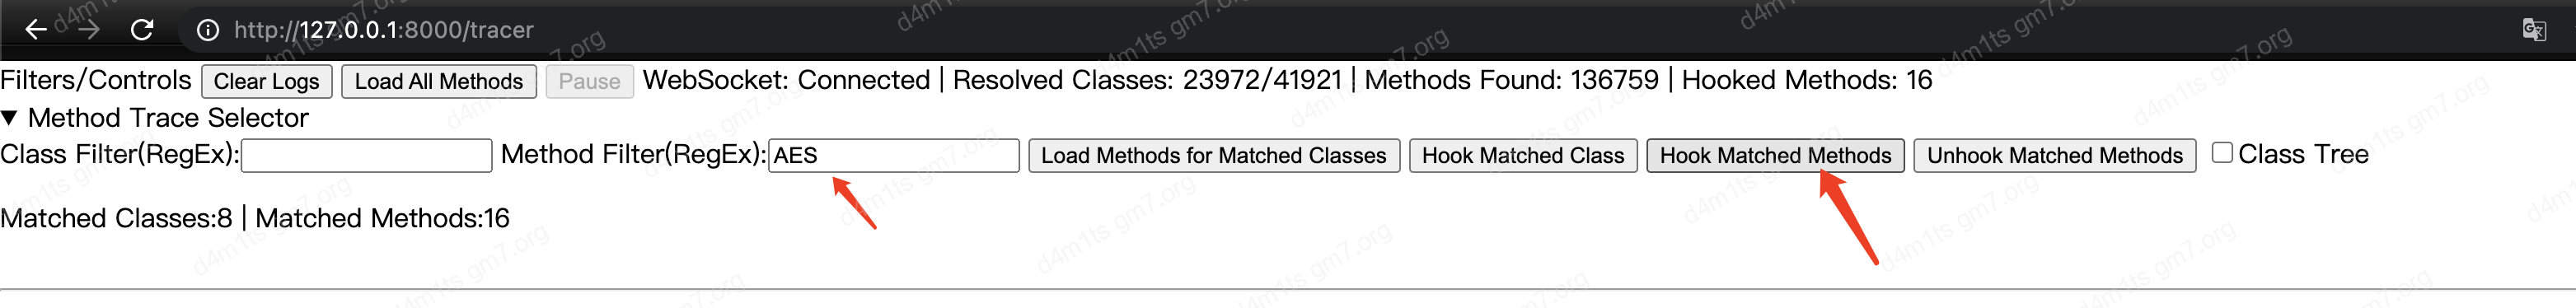 http://127.0.0.1:8000/tracer
Filters/Controls Clear Logs Load All Methods Pause WebSocket: Connected | Resolved Classes: 23972/41921 | Methods Found: 136759 | Hooked Methods: 16
▼ Method Trace Selector
Class Filter(RegEx): Method Filter(RegEx):AES Load Methods for Matched Classes Hook Matched Class Hook Matched Methods Unhook Matched Methods Class Tree
Matched Classes:8 | Matched Methods:16
d4m1ts gm7.org